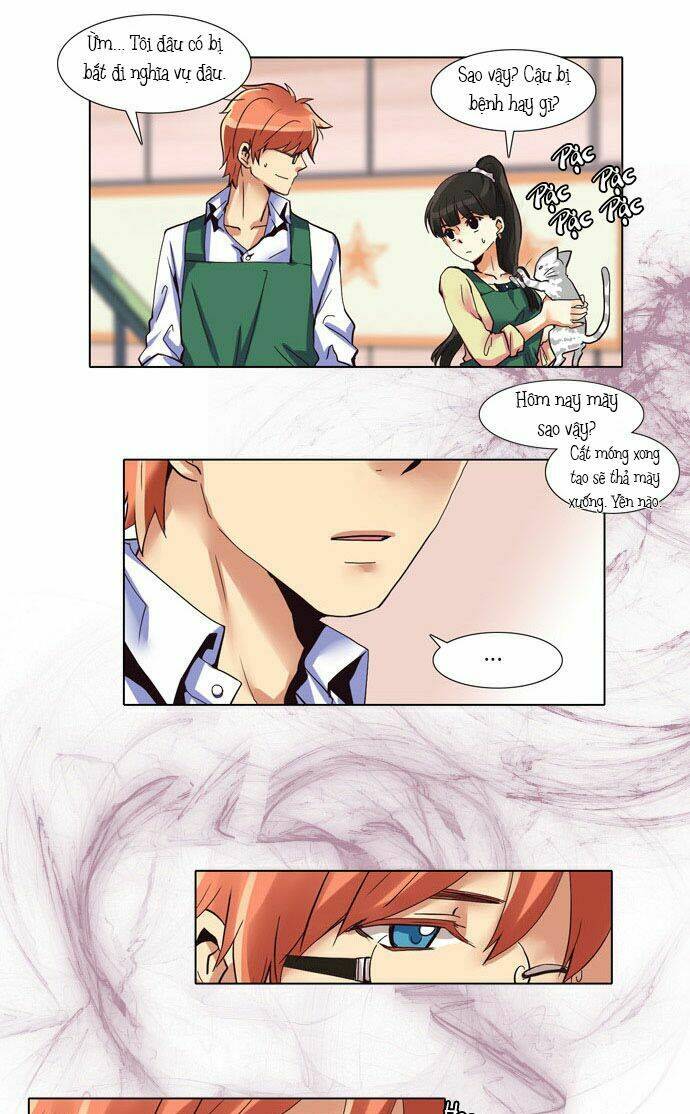 Ừm... Tôi đâu có bị
bắt đi nghĩa vụ đâu.
Sao vậy? Cậu bị
bệnh hay gì?
Pặc
Pặc
Pặc
Pặc
Pặc
Pặc
Hôm nay mày
sao vậy?
Cắt móng xong
tao sẽ thả mày
xuống. Yên nào.
...